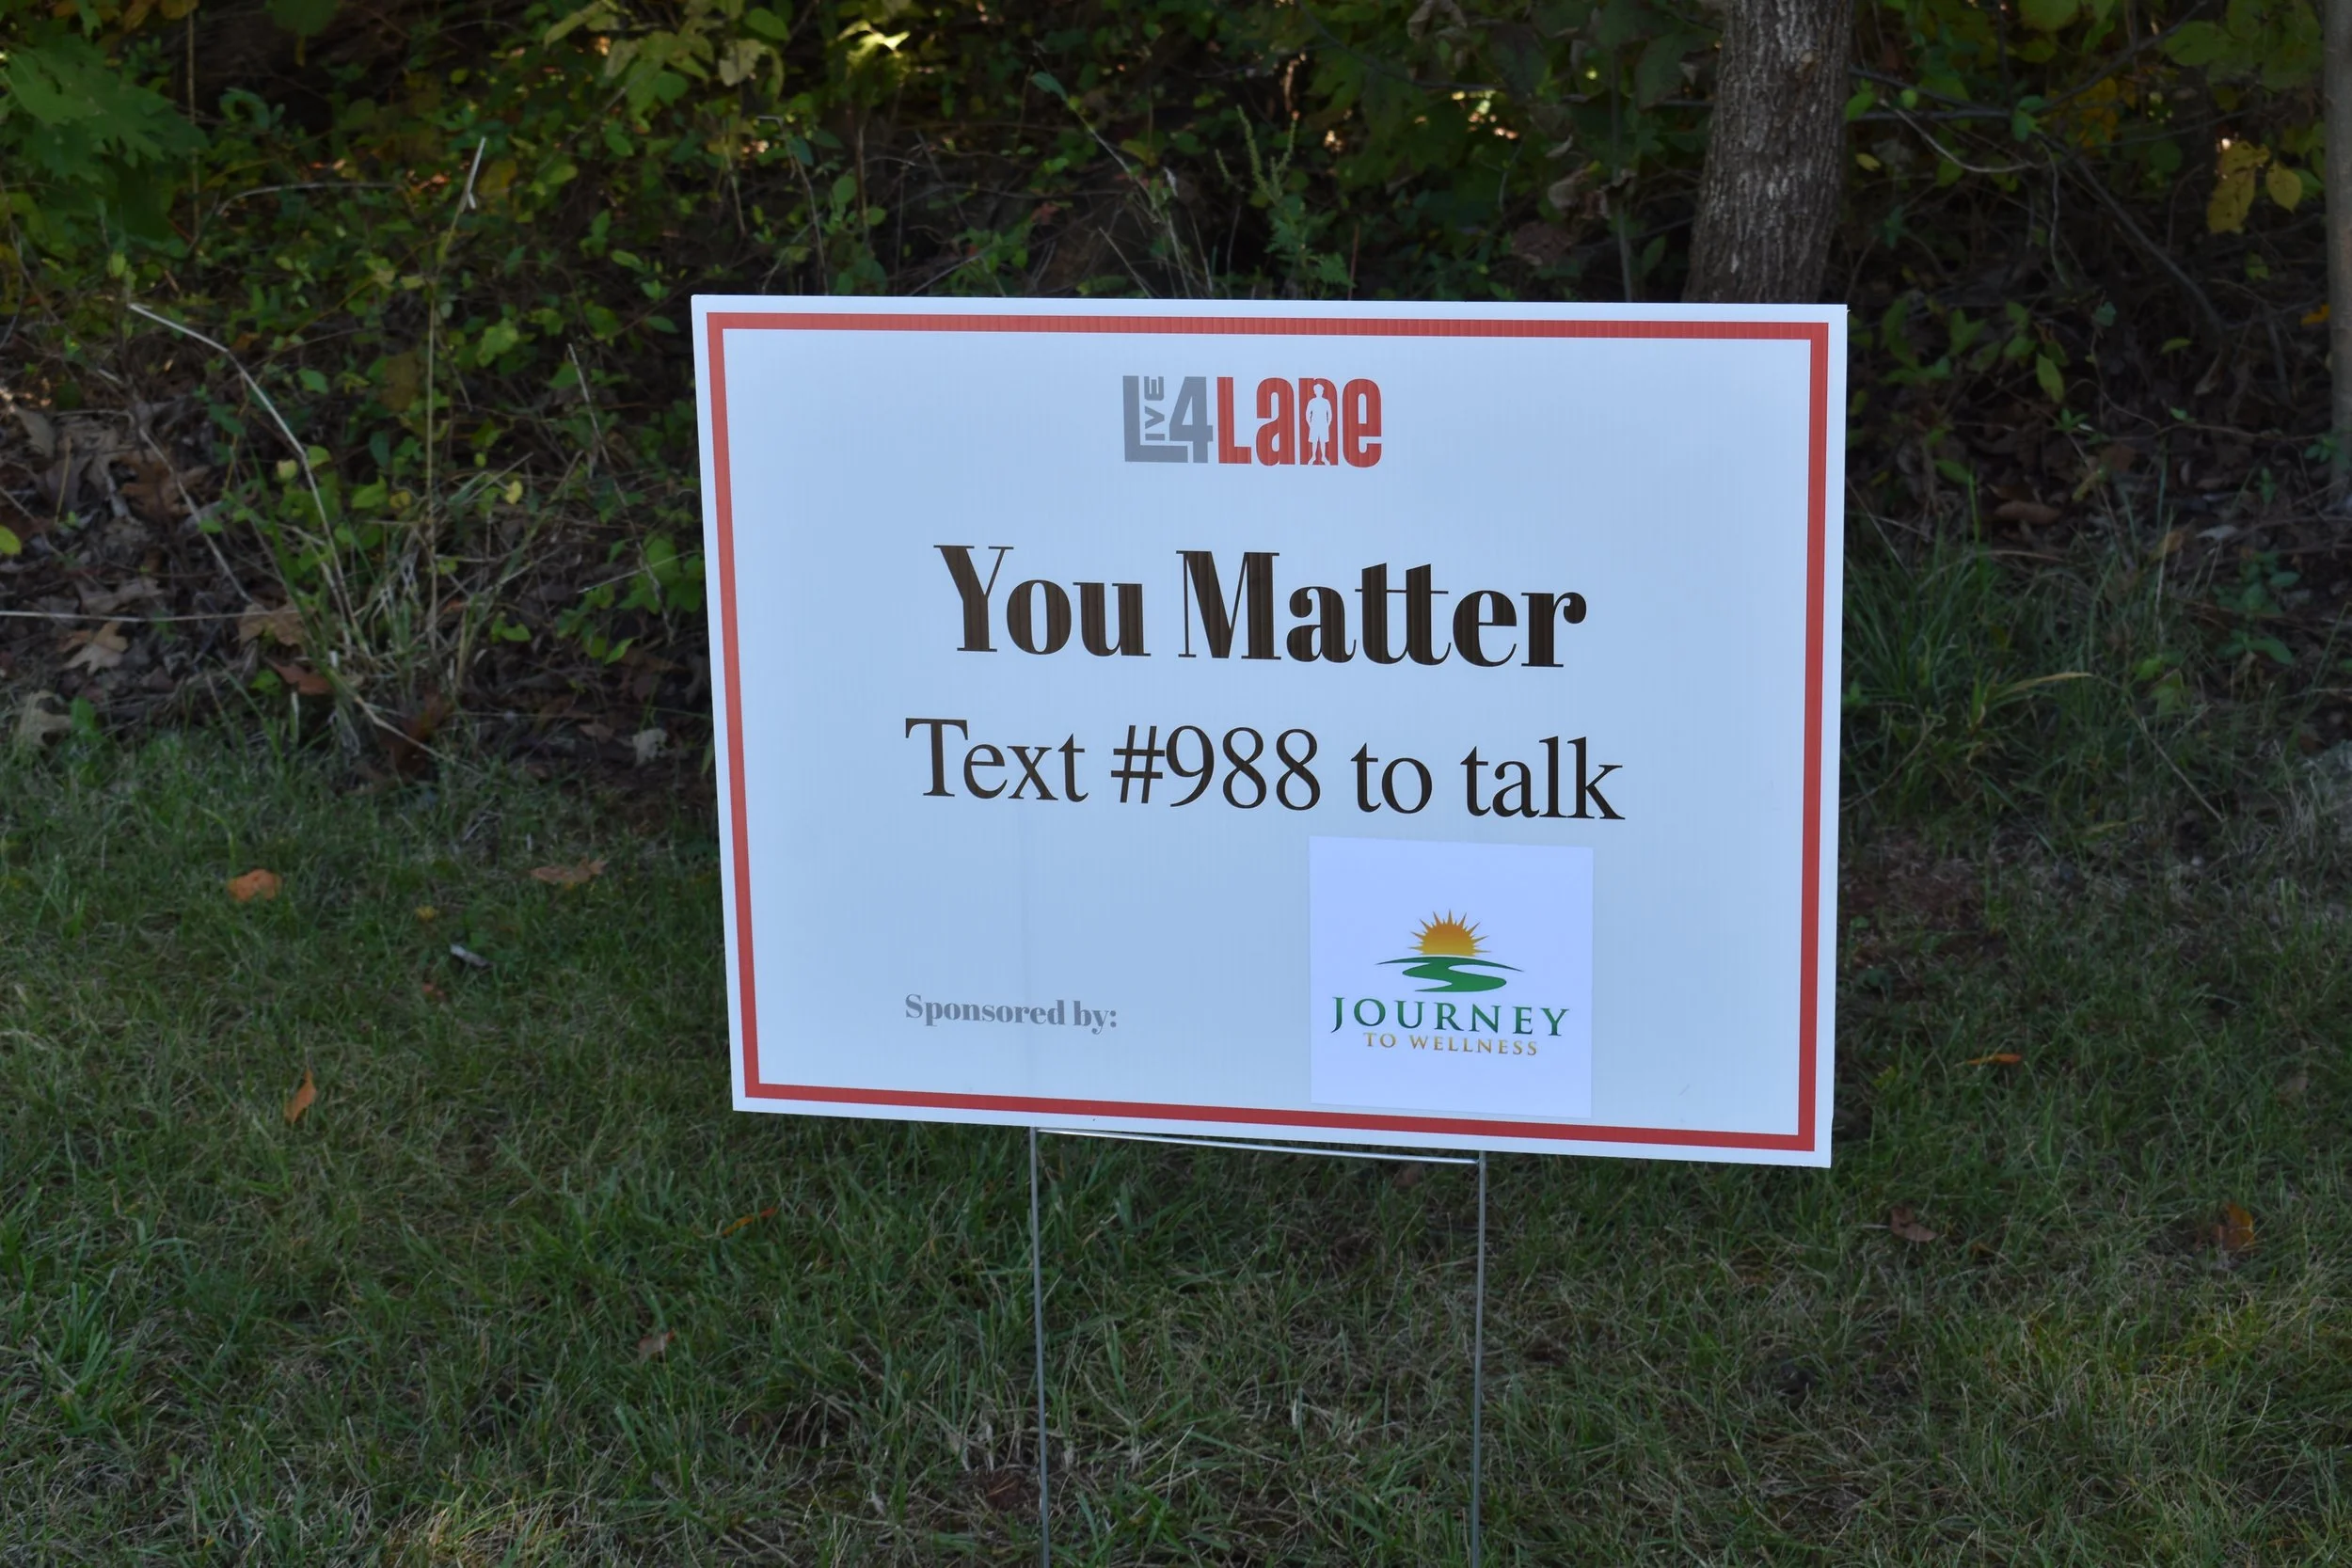 Live4Lane
You Matter
Text #988 to talk
Sponsored by:
JOURNEY
TO WELLNESS